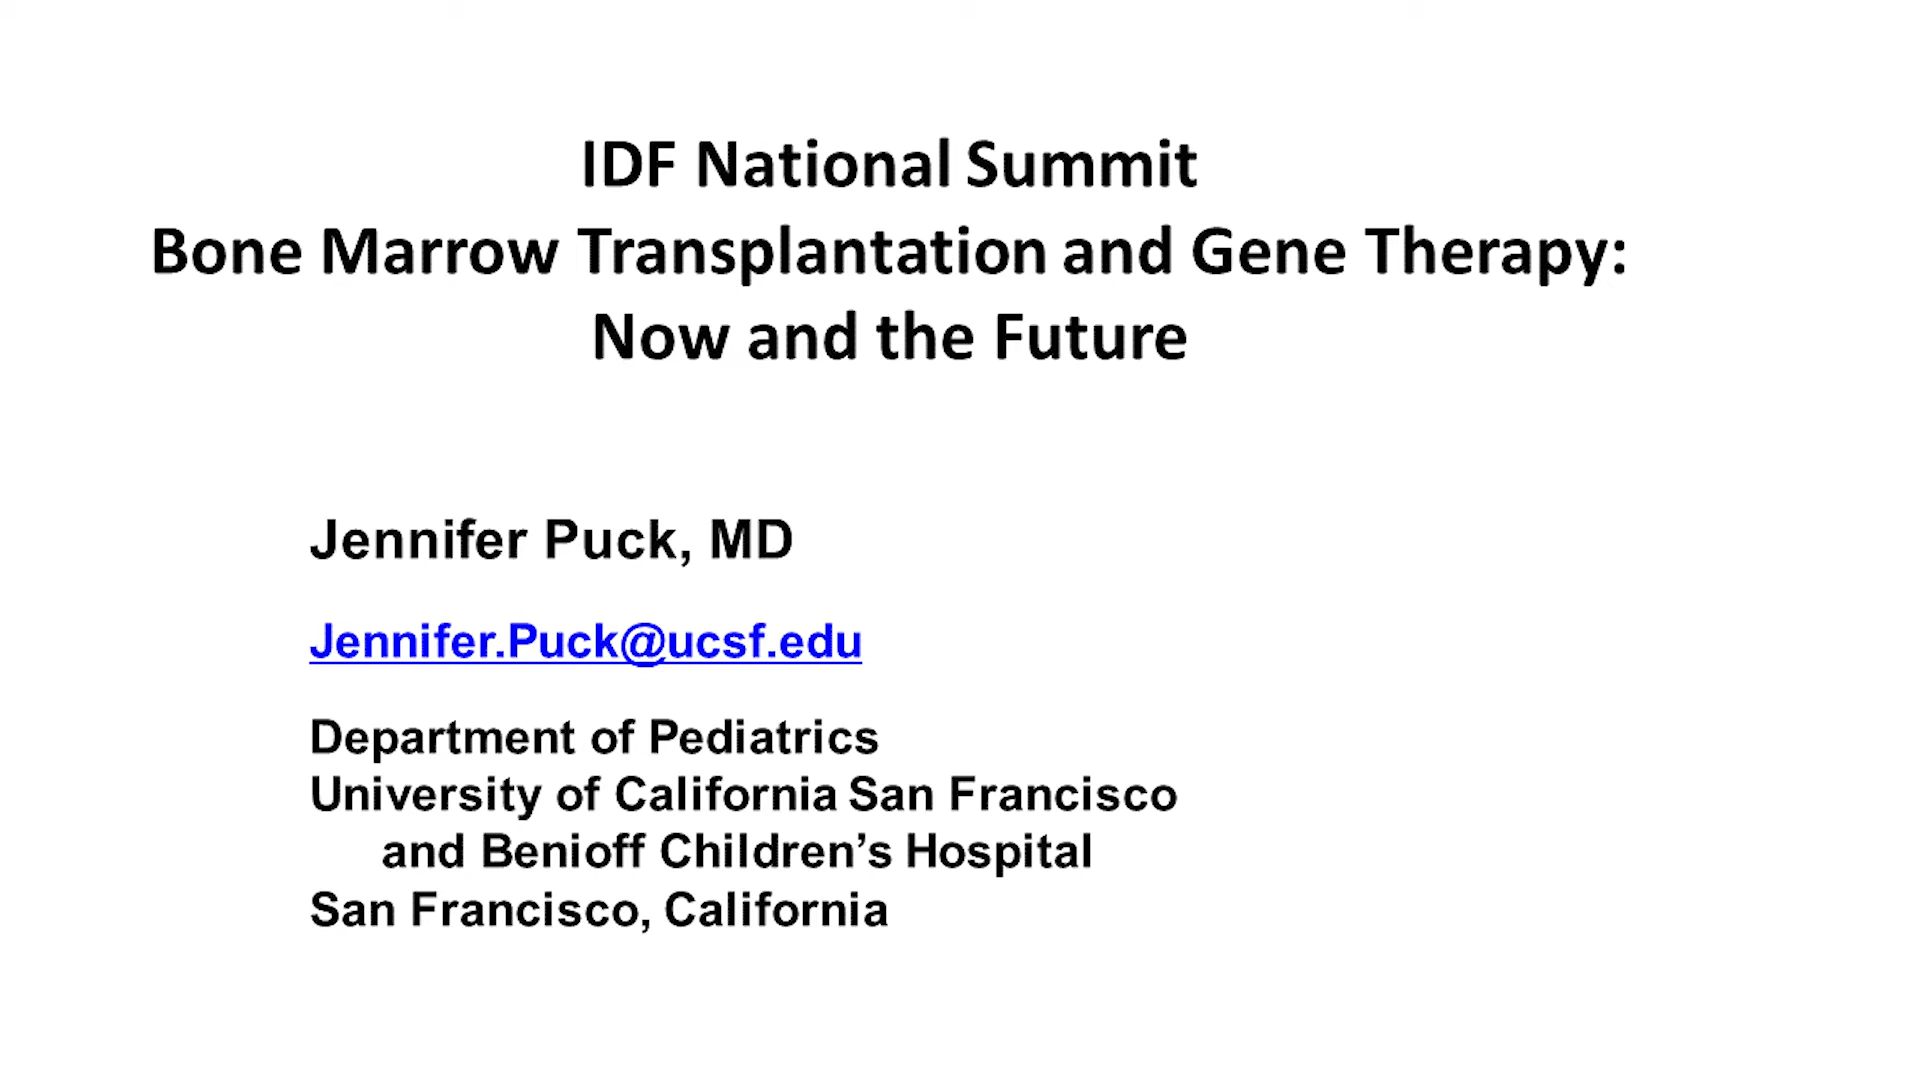 IDF National Summit
Bone Marrow Transplantation and Gene Therapy:
Now and the Future
Jennifer Puck, MD
Jennifer.Puck@ucsf.edu
Department of Pediatrics
University of California San Francisco
and Benioff Children’s Hospital
San Francisco, California